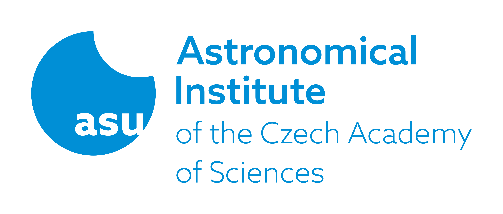 asu
Astronomical
Institute
of the Czech Academy
of Sciences